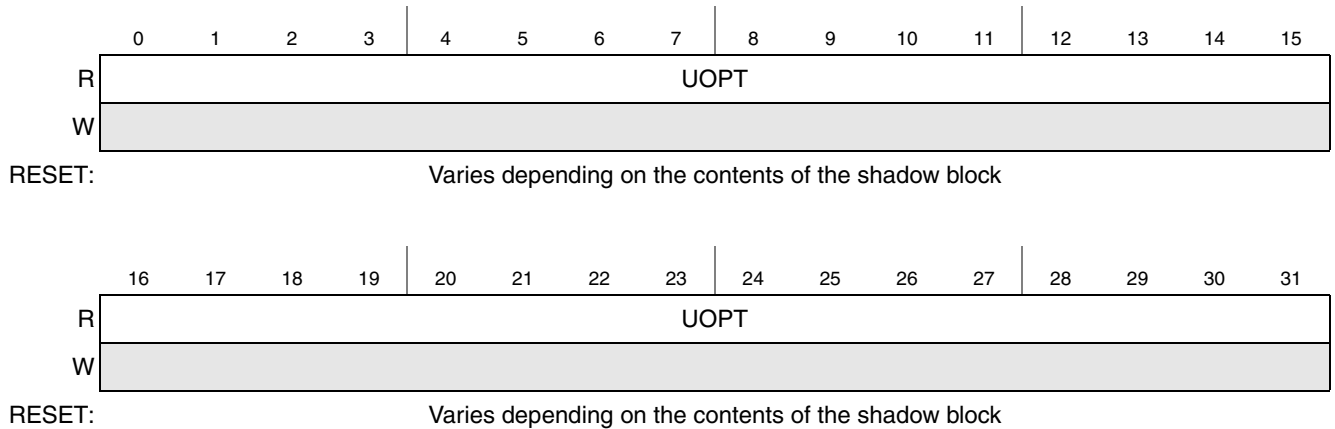 0 1 2 3 4 5 6 7 8 9 10 11 12 13 14 15
R UOPT
W
RESET: Varies depending on the contents of the shadow block
16 17 18 19 20 21 22 23 24 25 26 27 28 29 30 31
R UOPT
W
RESET: Varies depending on the contents of the shadow block